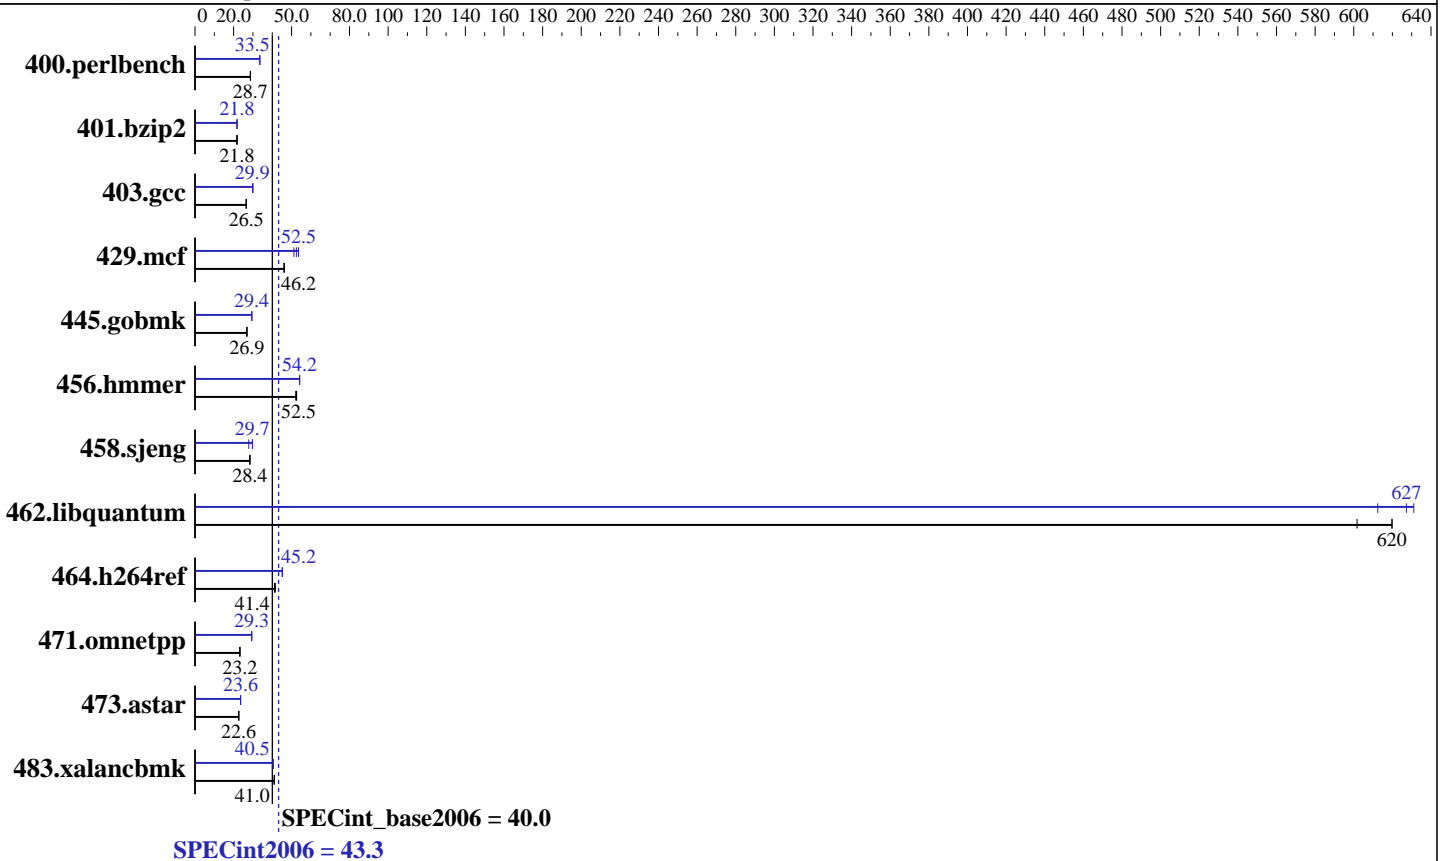 0 20.0 50.0 80.0 100 120 140 160 180 200 220 240 260 280 300 320 340 360 380 400 420 440 460 480 500 520 540 560 580 600 640
400.perlbench 33.5
28.7
401.bzip2 21.8
21.8
403.gcc 29.9
26.5
429.mcf 52.5
46.2
445.gobmk 29.4
26.9
456.hmmer 54.2
52.5
458.sjeng 29.7
28.4
462.libquantum 627
620
464.h264ref 45.2
41.4
471.omnetpp 29.3
23.2
473.astar 23.6
22.6
483.xalancbmk 40.5
41.0
SPECint_base2006 = 40.0
SPECint2006 = 43.3